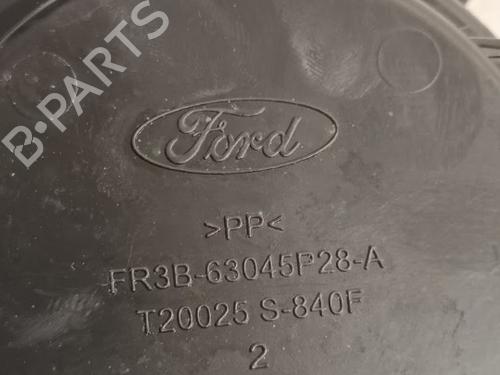 B-PARTS
Ford
>PP<
FR3B-63045P28-A
T20025 S-840F
2